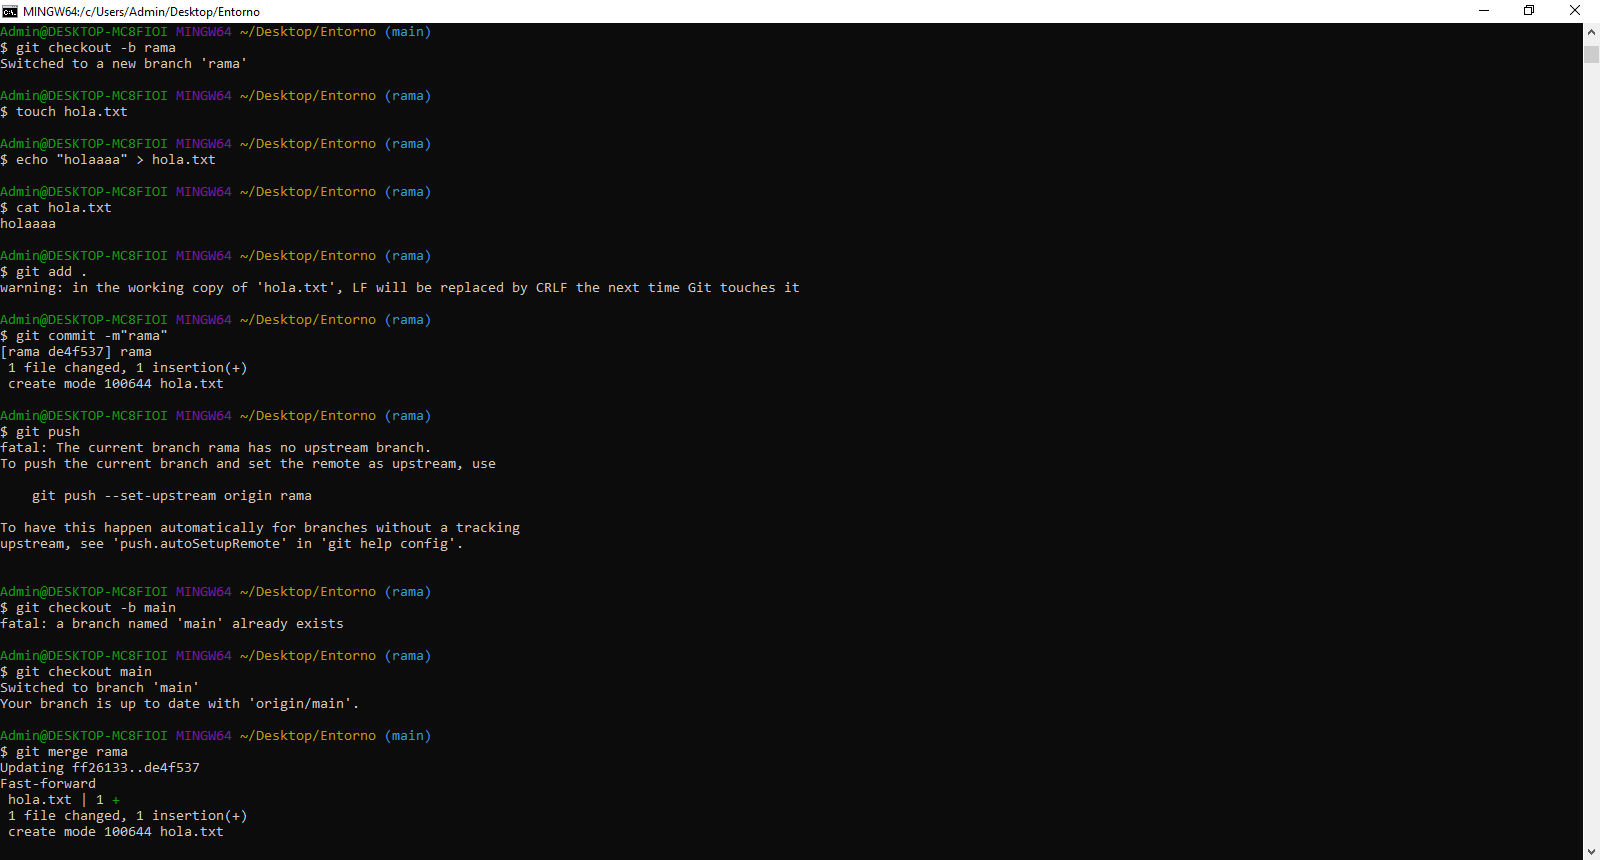 MINGW64:/c/Users/Admin/Desktop/Entorno
Admin@DESKTOP-MC8FIOI MINGW64 ~/Desktop/Entorno (main)
$ git checkout -b rama
Switched to a new branch 'rama'
Admin@DESKTOP-MC8FIOI MINGW64 ~/Desktop/Entorno (rama)
$ touch hola.txt
Admin@DESKTOP-MC8FIOI MINGW64 ~/Desktop/Entorno (rama)
$ echo "holaaaa" > hola.txt
Admin@DESKTOP-MC8FIOI MINGW64 ~/Desktop/Entorno (rama)
$ cat hola.txt
holaaaa
Admin@DESKTOP-MC8FIOI MINGW64 ~/Desktop/Entorno (rama)
$ git add .
warning: in the working copy of 'hola.txt', LF will be replaced by CRLF the next time Git touches it
Admin@DESKTOP-MC8FIOI MINGW64 ~/Desktop/Entorno (rama)
$ git commit -m"rama"
[rama de4f537] rama
 1 file changed, 1 insertion(+)
 create mode 100644 hola.txt
Admin@DESKTOP-MC8FIOI MINGW64 ~/Desktop/Entorno (rama)
$ git push
fatal: The current branch rama has no upstream branch.
To push the current branch and set the remote as upstream, use
    git push --set-upstream origin rama
To have this happen automatically for branches without a tracking
upstream, see 'push.autoSetupRemote' in 'git help config'.
Admin@DESKTOP-MC8FIOI MINGW64 ~/Desktop/Entorno (rama)
$ git checkout -b main
fatal: a branch named 'main' already exists
Admin@DESKTOP-MC8FIOI MINGW64 ~/Desktop/Entorno (rama)
$ git checkout main
Switched to branch 'main'
Your branch is up to date with 'origin/main'.
Admin@DESKTOP-MC8FIOI MINGW64 ~/Desktop/Entorno (main)
$ git merge rama
Updating ff26133..de4f537
Fast-forward
 hola.txt | 1 +
 1 file changed, 1 insertion(+)
 create mode 100644 hola.txt